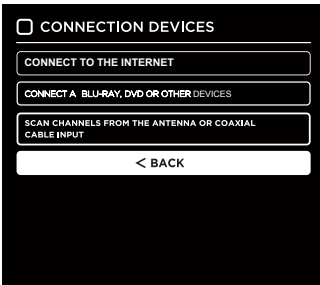 CONNECTION DEVICES
CONNECT TO THE INTERNET
CONNECT A BLU-RAY, DVD OR OTHER DEVICES
SCAN CHANNELS FROM THE ANTENNA OR COAXIAL
CABLE INPUT
< BACK